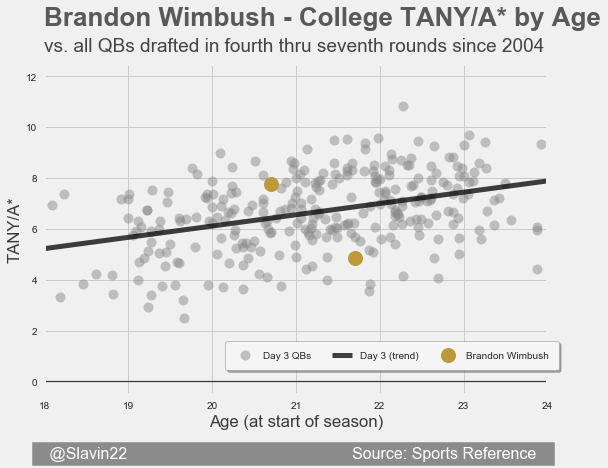 Brandon Wimbush - College TANY/A* by Age
vs. all QBs drafted in fourth thru seventh rounds since 2004
TANY/A*
12
10
8
6
4
2
0
Day 3 QBs
Day 3 (trend)
Brandon Wimbush
18 19 20 21 22 23 24
Age (at start of season)
@Slavin22 Source: Sports Reference